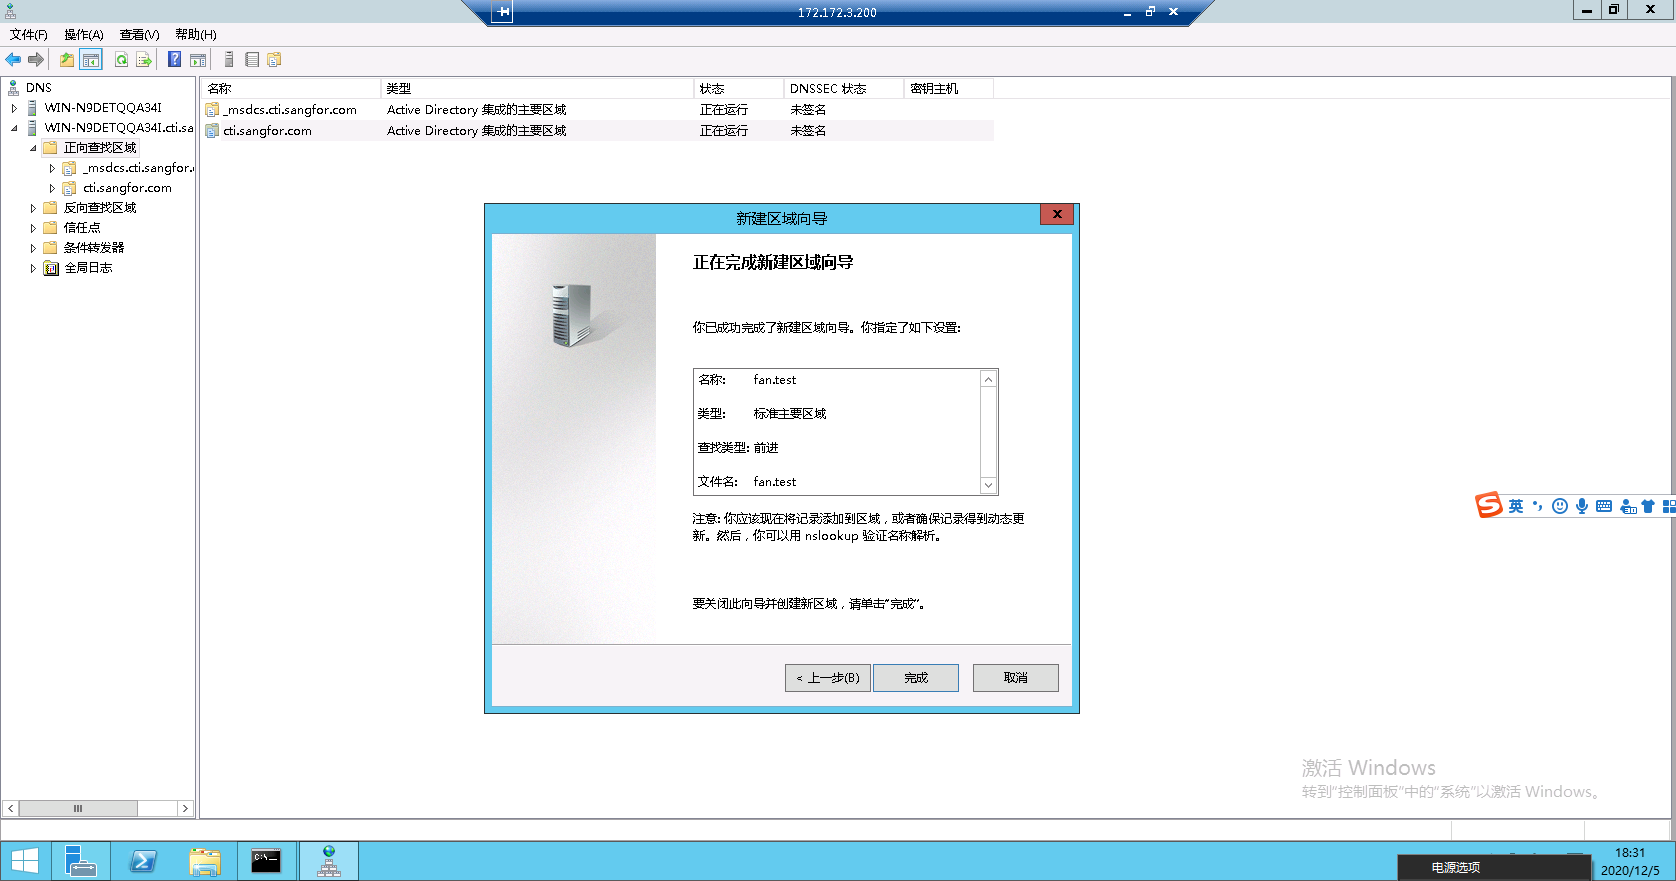 172.172.3.200
文件(F) 操作(A) 查看(V) 帮助(H)
DNS
WIN-N9DETQQA34I
WIN-N9DETQQA34I.cti.sa
正向查找区域
_msdcs.cti.sangfor.
cti.sangfor.com
反向查找区域
信任点
条件转发器
全局日志
名称 类型 状态 DNSSEC 状态 密钥主机
_msdcs.cti.sangfor.com Active Directory 集成的主要区域 正在运行 未签名
cti.sangfor.com Active Directory 集成的主要区域 正在运行 未签名
新建区域向导
正在完成新建区域向导
你已成功完成了新建区域向导。你指定了如下设置:
名称: fan.test
类型: 标准主要区域
查找类型: 前进
文件名: fan.test
注意: 你应该现在将记录添加到区域，或者确保记录得到动态更
新。然后，你可以用 nslookup 验证名称解析。
要关闭此向导并创建新区域，请单击"完成"。
< 上一步(B) 完成 取消
英
激活 Windows
转到"控制面板"中的"系统"以激活 Windows。
C:\
电源选项
18:31
2020/12/5